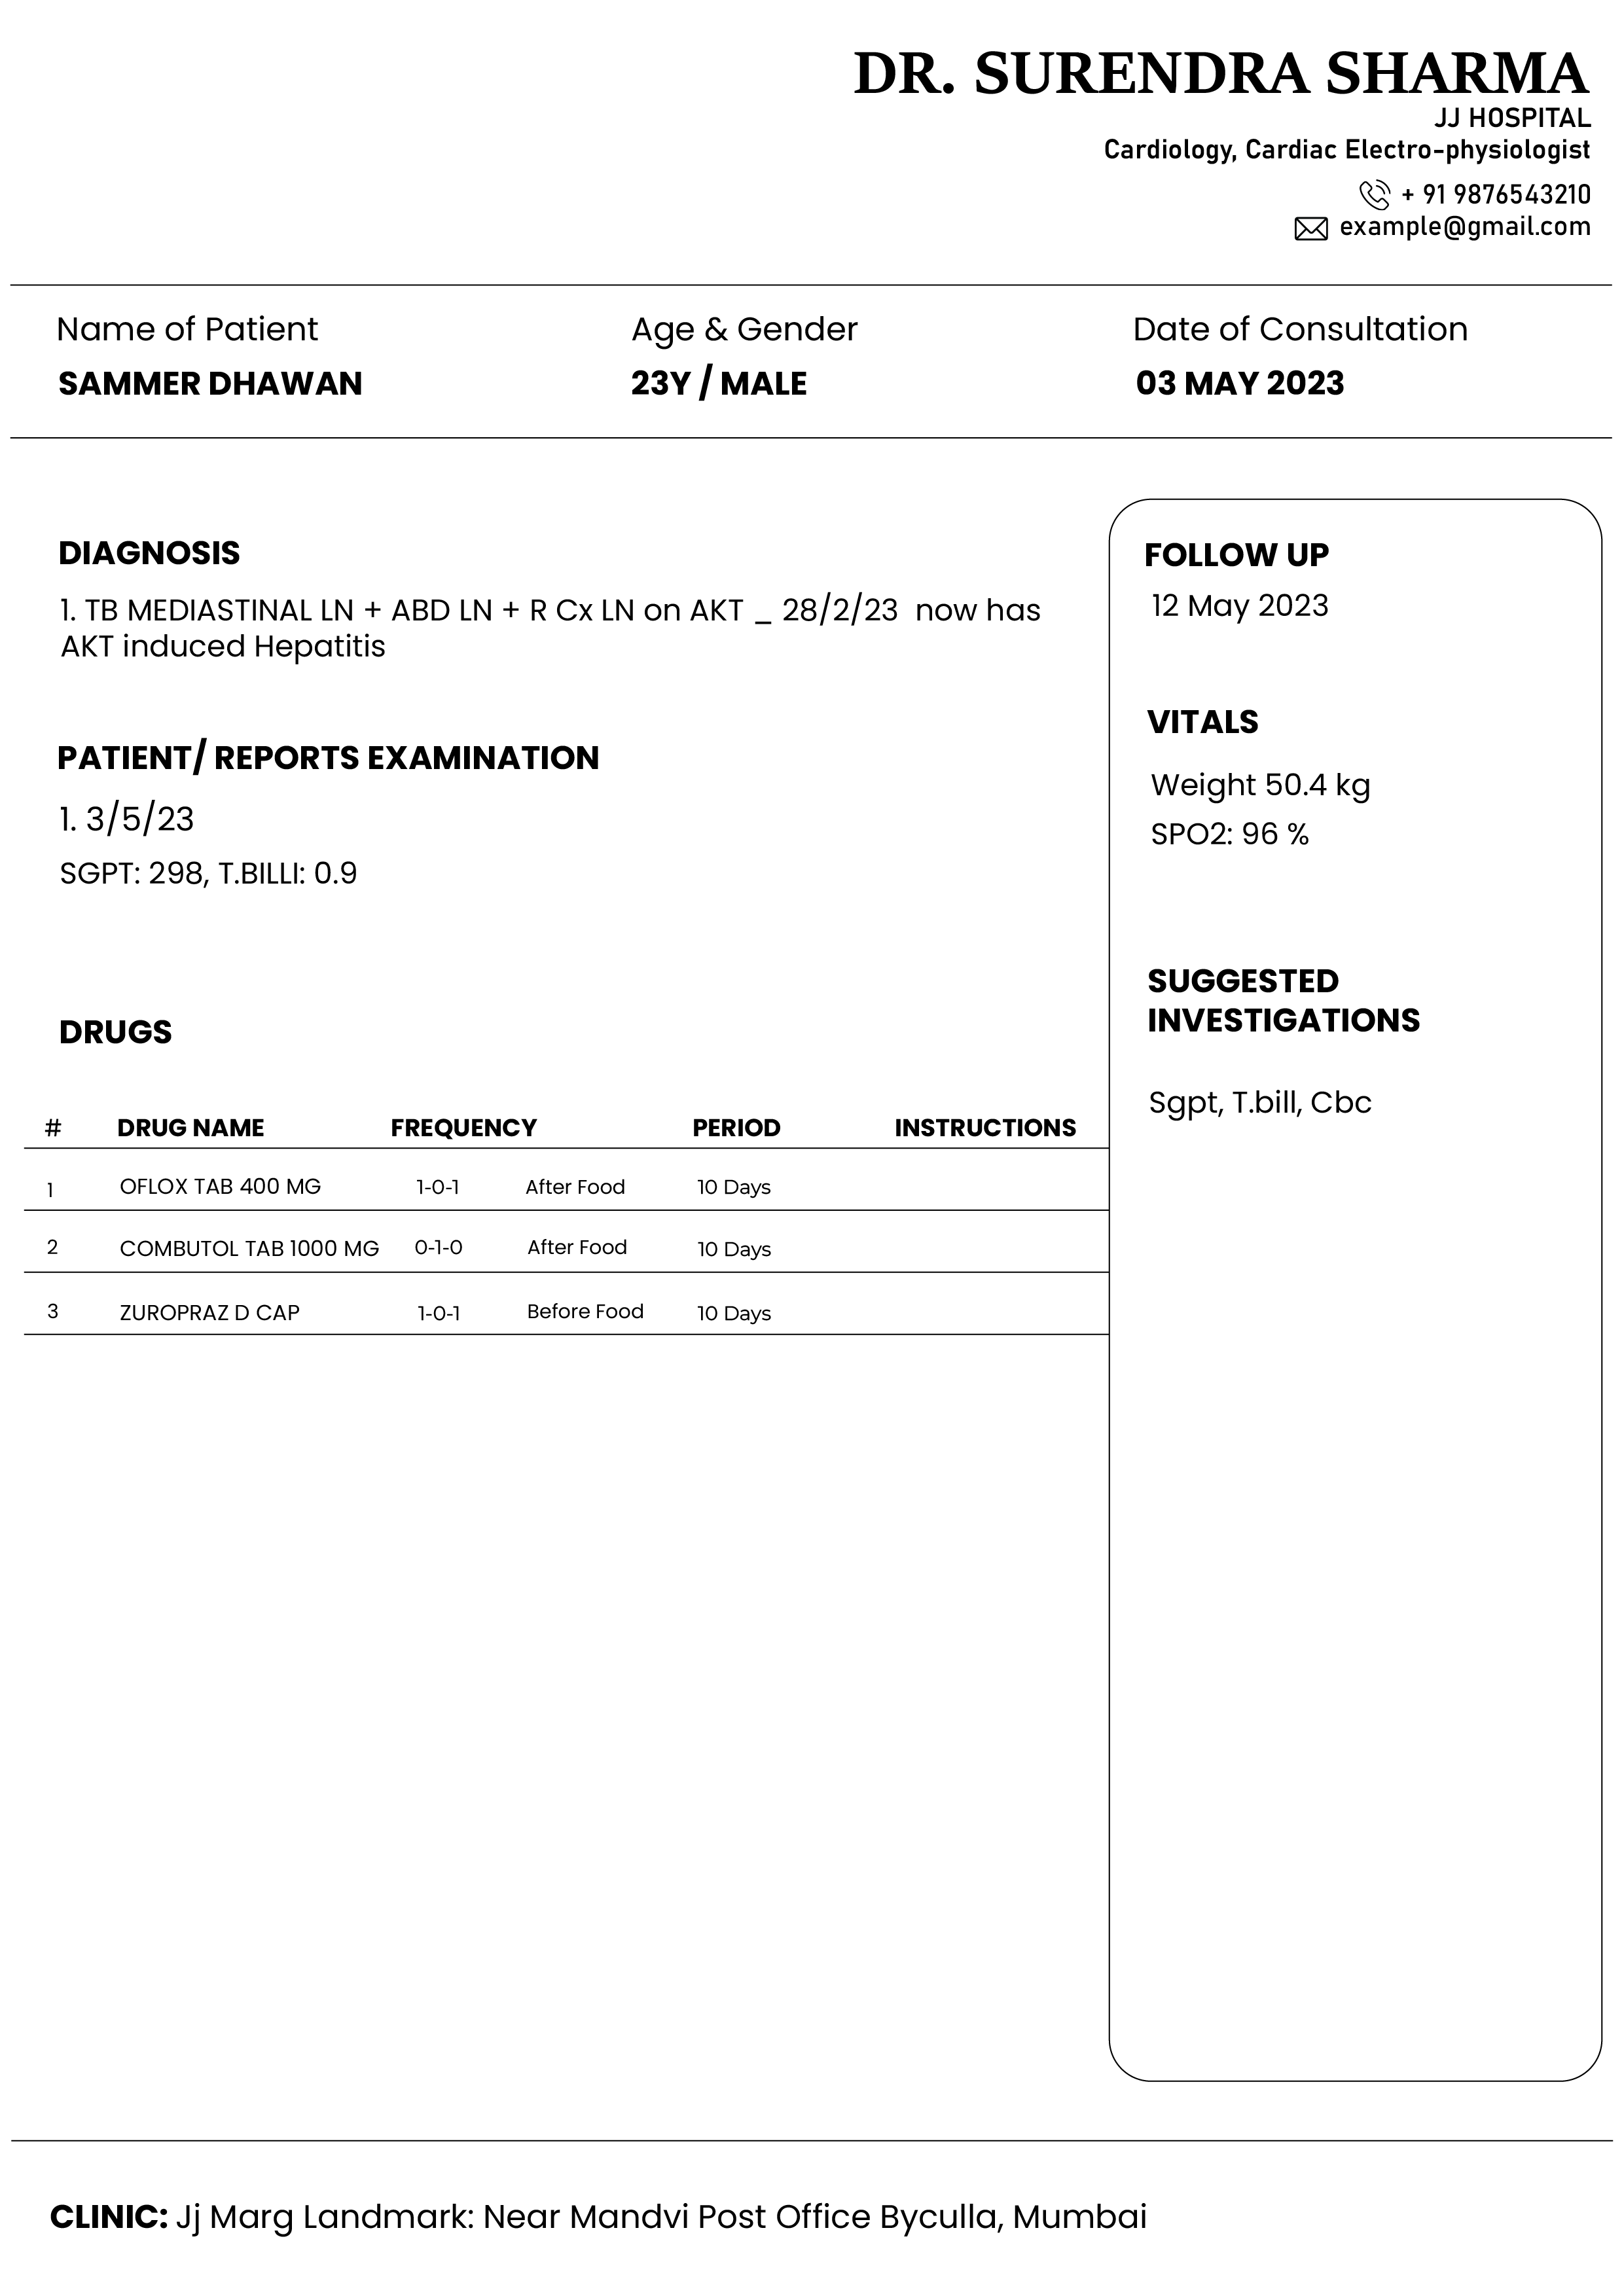 DR. SURENDRA SHARMA
JJ HOSPITAL
Cardiology, Cardiac Electro-physiologist
+ 91 9876543210
example@gmail.com
Name of Patient Age & Gender Date of Consultation
SAMMER DHAWAN 23Y / MALE 03 MAY 2023
DIAGNOSIS
1. TB MEDIASTINAL LN + ABD LN + R Cx LN on AKT _ 28/2/23 now has
AKT induced Hepatitis
PATIENT/ REPORTS EXAMINATION
1. 3/5/23
SGPT: 298, T.BILLI: 0.9
DRUGS
# DRUG NAME FREQUENCY PERIOD INSTRUCTIONS
1 OFLOX TAB 400 MG 1-0-1 After Food 10 Days
2 COMBUTOL TAB 1000 MG 0-1-0 After Food 10 Days
3 ZUROPRAZ D CAP 1-0-1 Before Food 10 Days
FOLLOW UP
12 May 2023
VITALS
Weight 50.4 kg
SPO2: 96 %
SUGGESTED
INVESTIGATIONS
Sgpt, T.bill, Cbc
CLINIC: Jj Marg Landmark: Near Mandvi Post Office Byculla, Mumbai